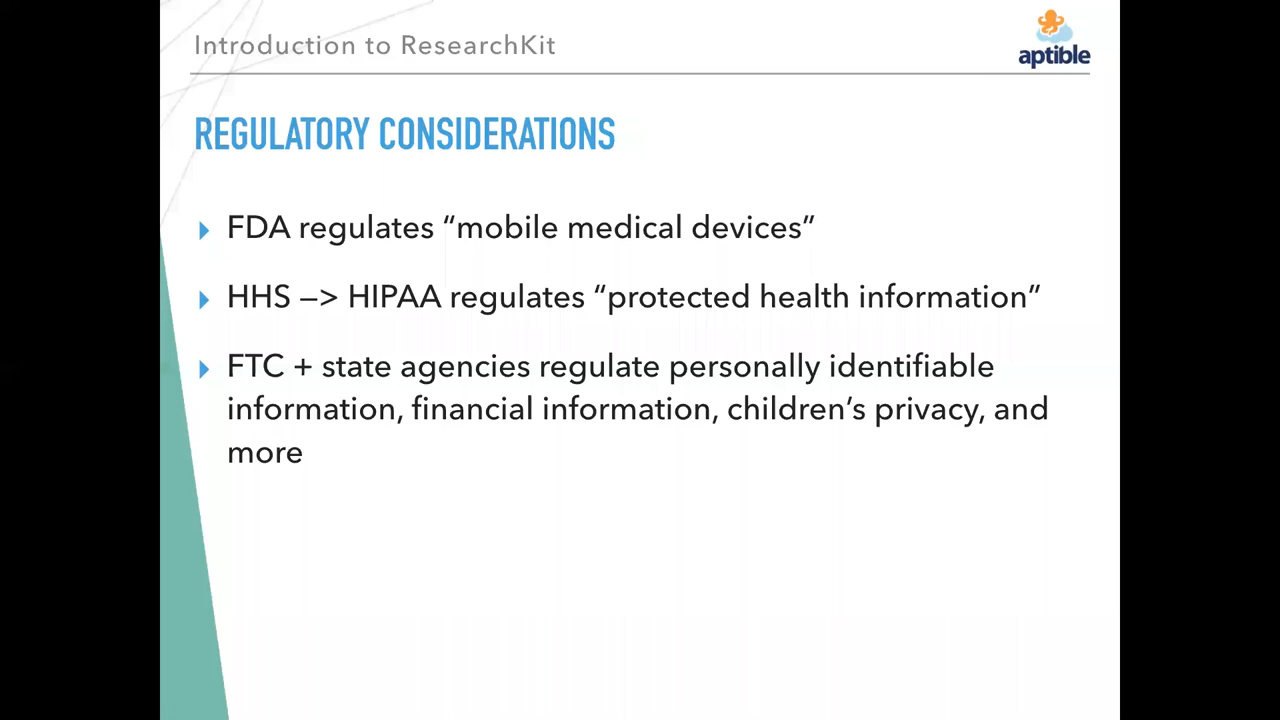 Introduction to ResearchKit
aptible
REGULATORY CONSIDERATIONS
FDA regulates “mobile medical devices”
HHS —> HIPAA regulates “protected health information”
FTC + state agencies regulate personally identifiable
information, financial information, children’s privacy, and
more